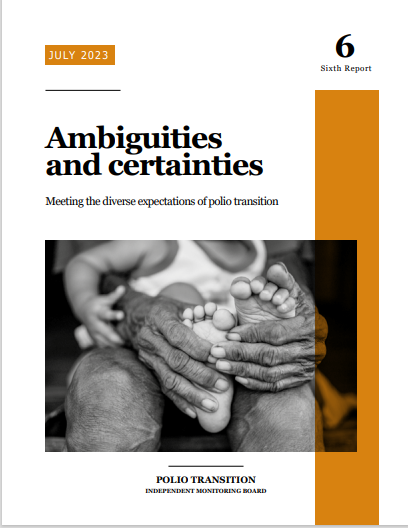 JULY 2023
6
Sixth Report
Ambiguities
and certainties
Meeting the diverse expectations of polio transition
POLIO TRANSITION
INDEPENDENT MONITORING BOARD